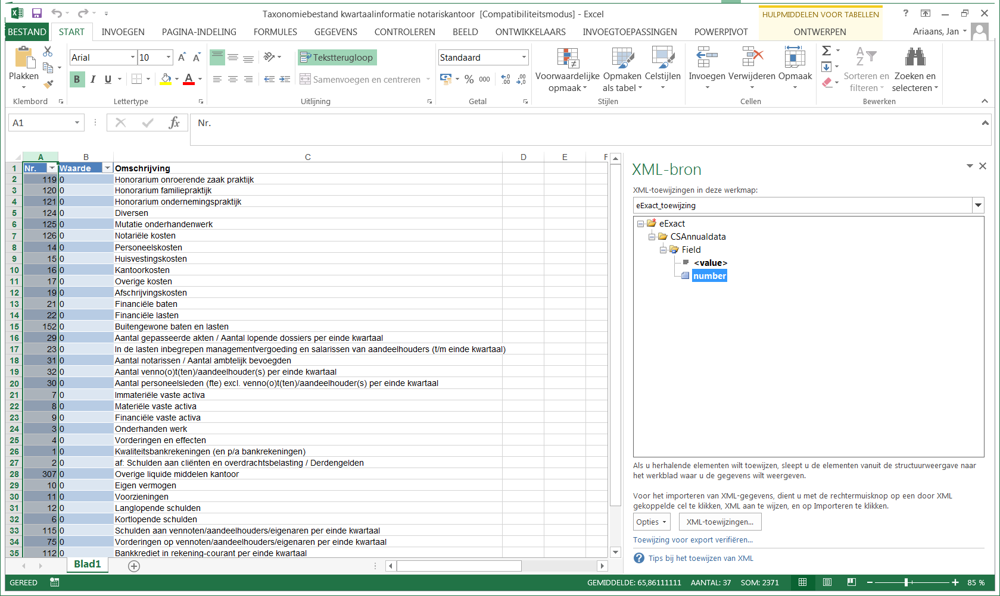 Taxonomiebestand kwartaalinformatie notariskantoor [Compatibiliteitsmodus] - Excel
HULPMIDDELEN VOOR TABELLEN
?
BESTAND START INVOEGEN PAGINA-INDELING FORMULES GEGEVENS CONTROLEREN BEELD ONTWIKKELAARS INVOEGTOEPASSINGEN POWERPIVOT ONTWERPEN Ariaans, Jan
Plakken
Klembord
Arial 10
B I U
Lettertype
Tekstterugloop
Samenvoegen en centreren
Uitlijning
Standaard
% 000
Getal
Voorwaardelijke opmaak
Opmaken als tabel
Celstijlen
Stijlen
Invoegen Verwijderen Opmaak
Cellen
Sorteren en filteren
Zoeken en selecteren
Bewerken
A1 fx Nr.
A B C D E F
1 Nr. Waarde Omschrijving
2 119 0 Honorarium onroerende zaak praktijk
3 120 0 Honorarium familiepraktijk
4 121 0 Honorarium ondernemingspraktijk
5 124 0 Diversen
6 125 0 Mutatie onderhandenwerk
7 126 0 Notariële kosten
8 14 0 Personeelskosten
9 15 0 Huisvestingskosten
10 16 0 Kantoorkosten
11 17 0 Overige kosten
12 19 0 Afschrijvingskosten
13 21 0 Financiële baten
14 22 0 Financiële lasten
15 152 0 Buitengewone baten en lasten
16 29 0 Aantal gepasseerde akten / Aantal lopende dossiers per einde kwartaal
17 23 0 In de lasten inbegrepen managementvergoeding en salarissen van aandeelhouders (t/m einde kwartaal)
18 31 0 Aantal notarissen / Aantal ambtelijk bevoegden
19 32 0 Aantal venno(o)t(ten)/aandeelhouder(s) per einde kwartaal
20 30 0 Aantal personeelsleden (fte) excl. venno(o)t(ten)/aandeelhouder(s) per einde kwartaal
21 7 0 Immateriële vaste activa
22 8 0 Materiële vaste activa
23 9 0 Financiële vaste activa
24 3 0 Onderhanden werk
25 4 0 Vorderingen en effecten
26 1 0 Kwaliteitsbankrekeningen (en p/a bankrekeningen)
27 2 0 af: Schulden aan cliënten en overdrachtsbelasting / Derdengelden
28 307 0 Overige liquide middelen kantoor
29 10 0 Eigen vermogen
30 11 0 Voorzieningen
31 12 0 Langlopende schulden
32 6 0 Kortlopende schulden
33 115 0 Schulden aan vennoten/aandeelhouders/eigenaren per einde kwartaal
34 75 0 Vorderingen op vennoten/aandeelhouders/eigenaren per einde kwartaal
35 112 0 Bankkrediet in rekening-courant per einde kwartaal
Blad1
XML-bron
XML-toewijzingen in deze werkmap:
eExact_toewijzing
eExact
CSAnnualdata
Field
<value>
number
Als u herhalende elementen wilt toewijzen, sleept u de elementen vanuit de structuurweergave naar
het werkblad waar u de gegevens wilt weergeven.
Voor het importeren van XML-gegevens, dient u met de rechtermuisknop op een door XML
gekoppelde cel te klikken, XML aan te wijzen, en op Importeren te klikken.
Opties XML-toewijzingen...
Toewijzing voor export verifiëren...
Tips bij het toewijzen van XML
GEREED GEMIDDELDE: 65,86111111 AANTAL: 37 SOM: 2371 85 %